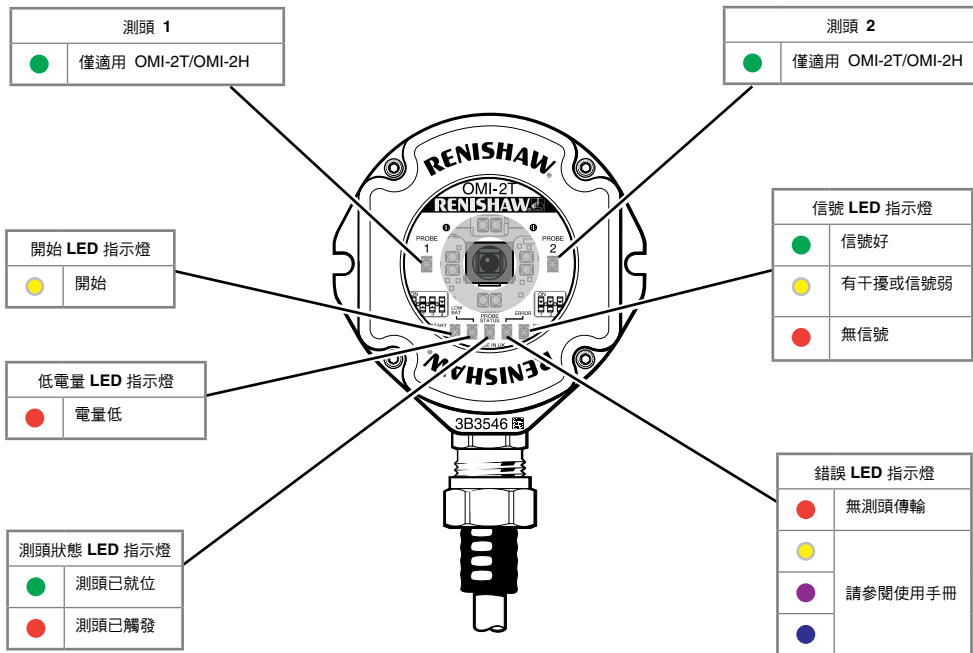 測頭 1
僅適用 OMI-2T/OMI-2H
測頭 2
僅適用 OMI-2T/OMI-2H
RENISHAW
OMI-2T
RENISHAW
PROBE
1
PROBE
2
開始 LED 指示燈
開始
信號 LED 指示燈
信號好
有干擾或信號弱
無信號
ON
ON
LOW
BAT
PROBE
STATUS
ERROR
低電量 LED 指示燈
電量低
RENISHAW
3B3546
測頭狀態 LED 指示燈
測頭已就位
測頭已觸發
錯誤 LED 指示燈
無測頭傳輸
請參閱使用手冊